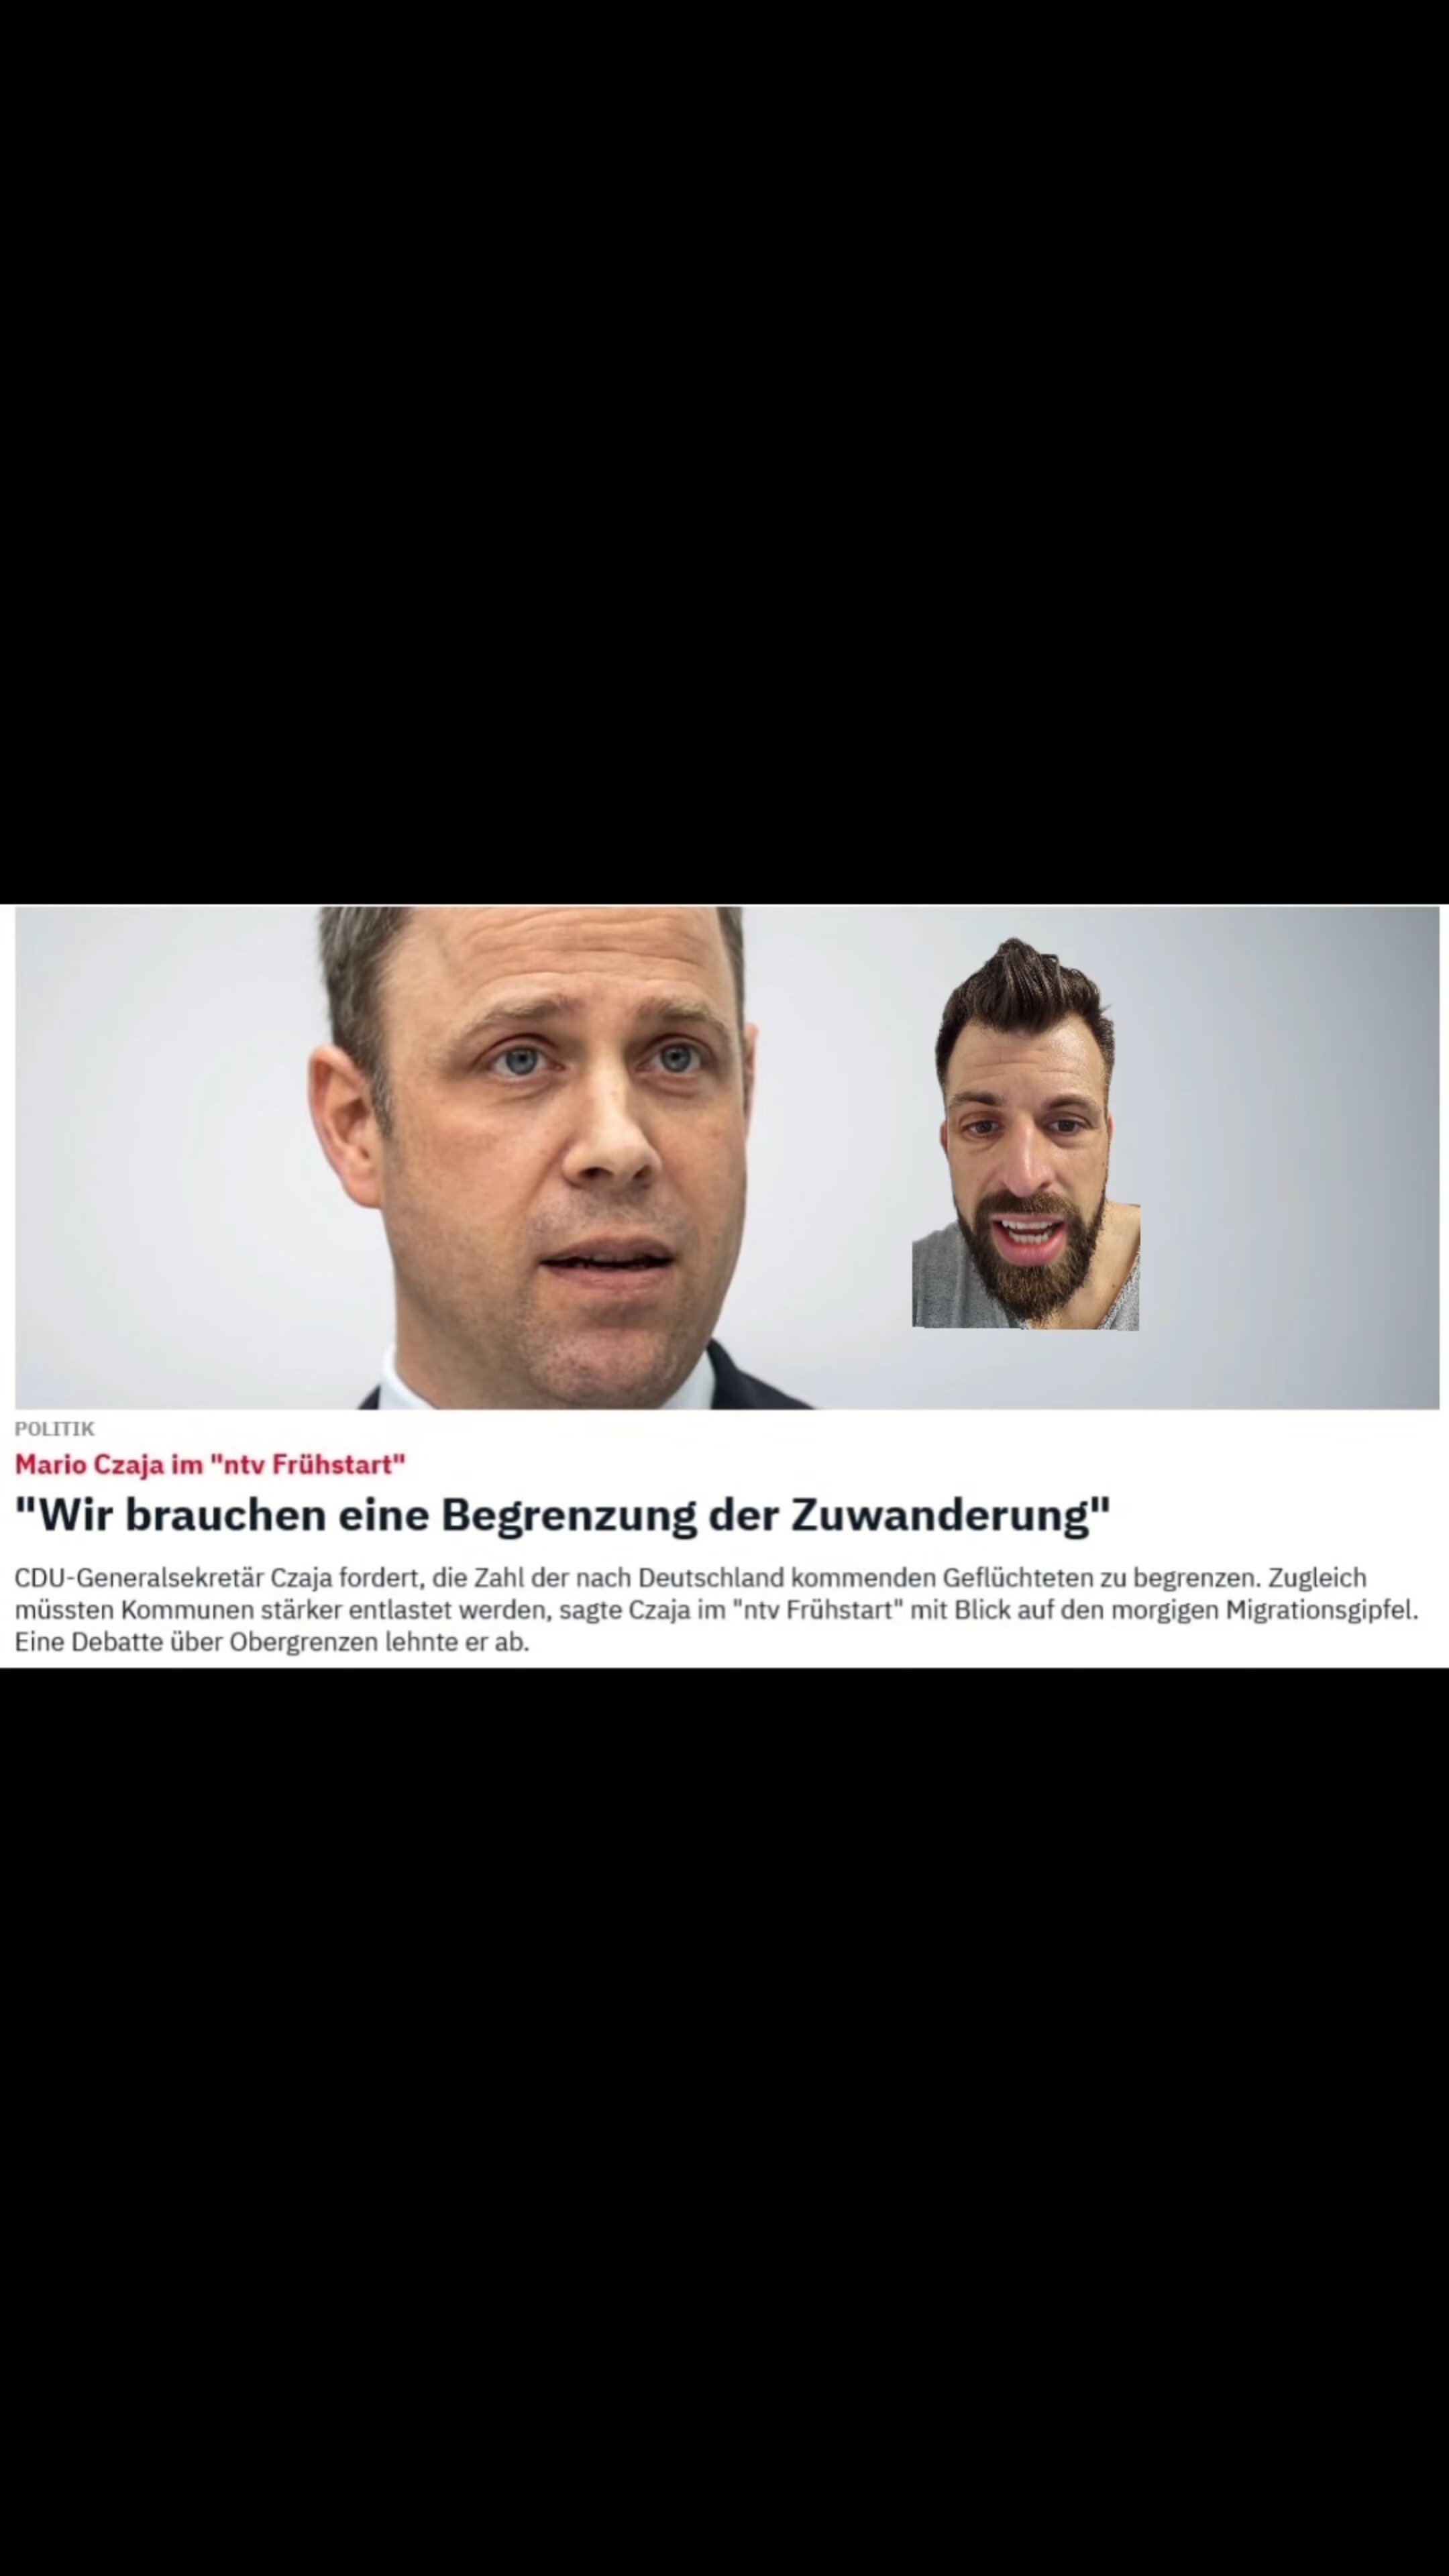 POLITIK
Mario Czaja im "ntv Frühstart"
"Wir brauchen eine Begrenzung der Zuwanderung"
CDU-Generalsekretär Czaja fordert, die Zahl der nach Deutschland kommenden Geflüchteten zu begrenzen. Zugleich
müssten Kommunen stärker entlastet werden, sagte Czaja im "ntv Frühstart" mit Blick auf den morgigen Migrationsgipfel.
Eine Debatte über Obergrenzen lehnte er ab.